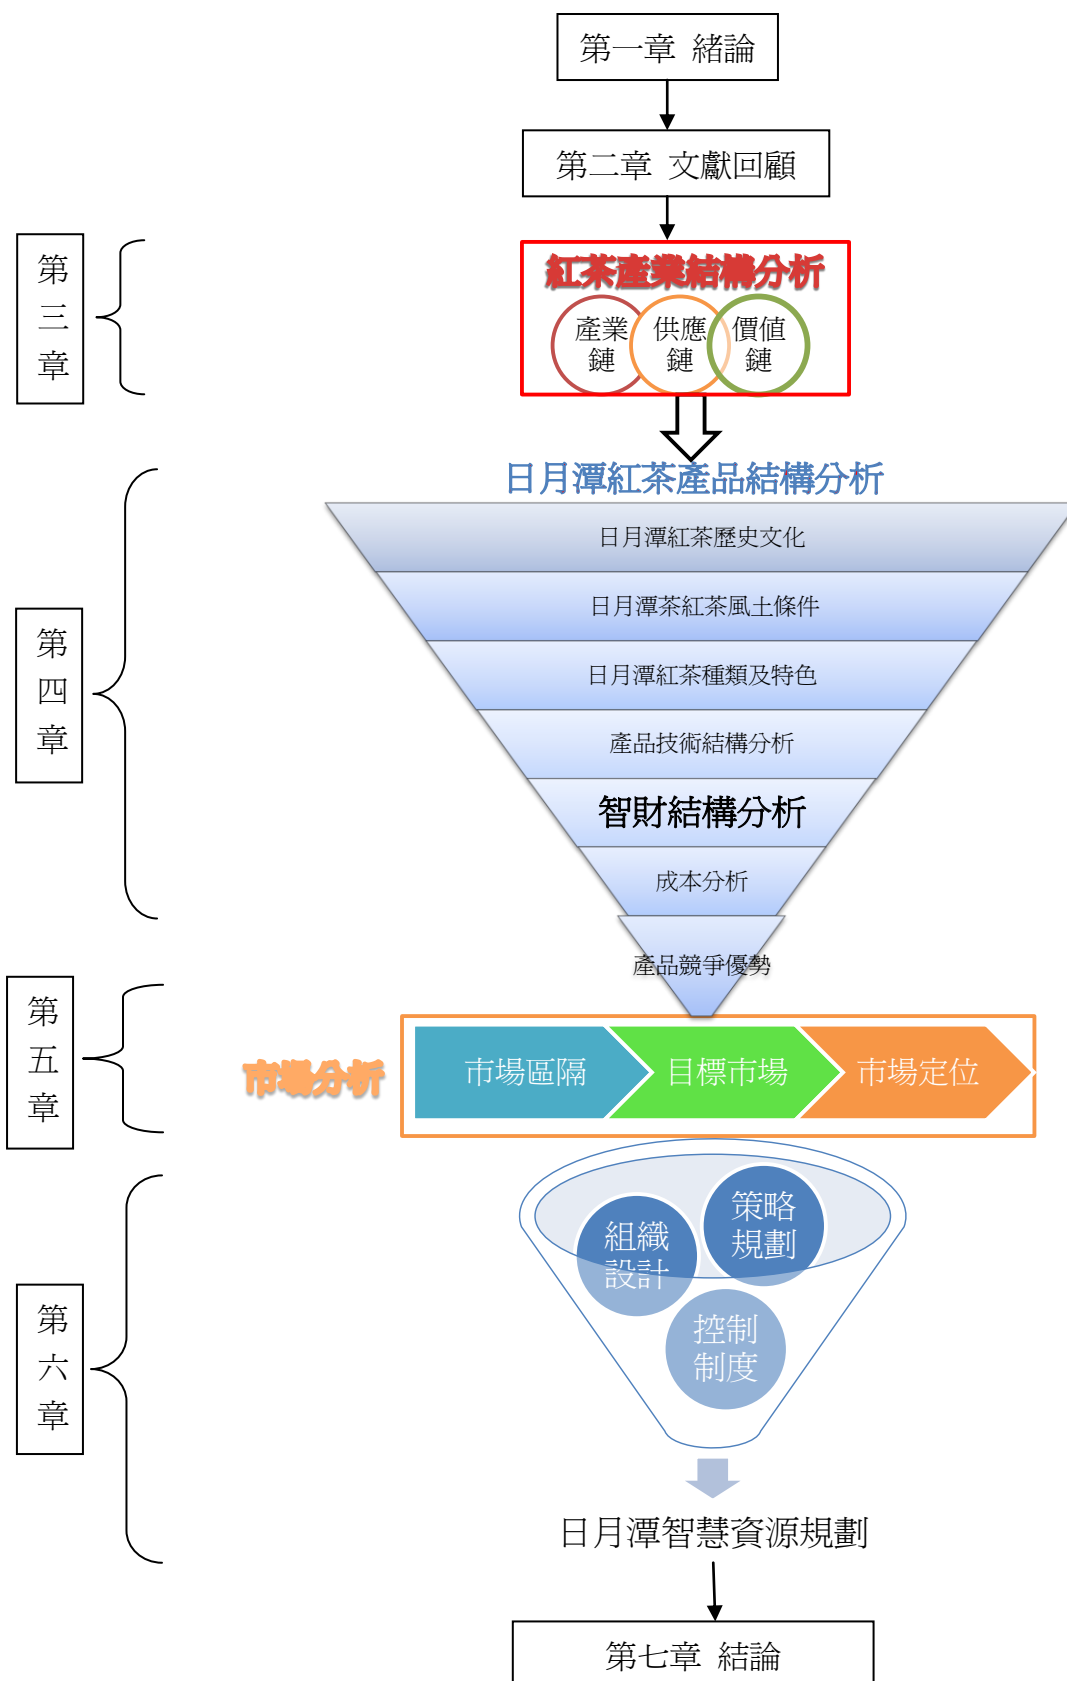 第一章 緒論
第二章 文獻回顧
第三章
紅茶產業結構分析
產業
鏈
供應
鏈
價值
鏈
第四章
日月潭紅茶產品結構分析
日月潭紅茶歷史文化
日月潭茶紅茶風土條件
日月潭紅茶種類及特色
產品技術結構分析
智財結構分析
成本分析
產品競爭優勢
第五章
市場分析
市場區隔
目標市場
市場定位
第六章
組織
設計
策略
規劃
控制
制度
日月潭智慧資源規劃
第七章 結論